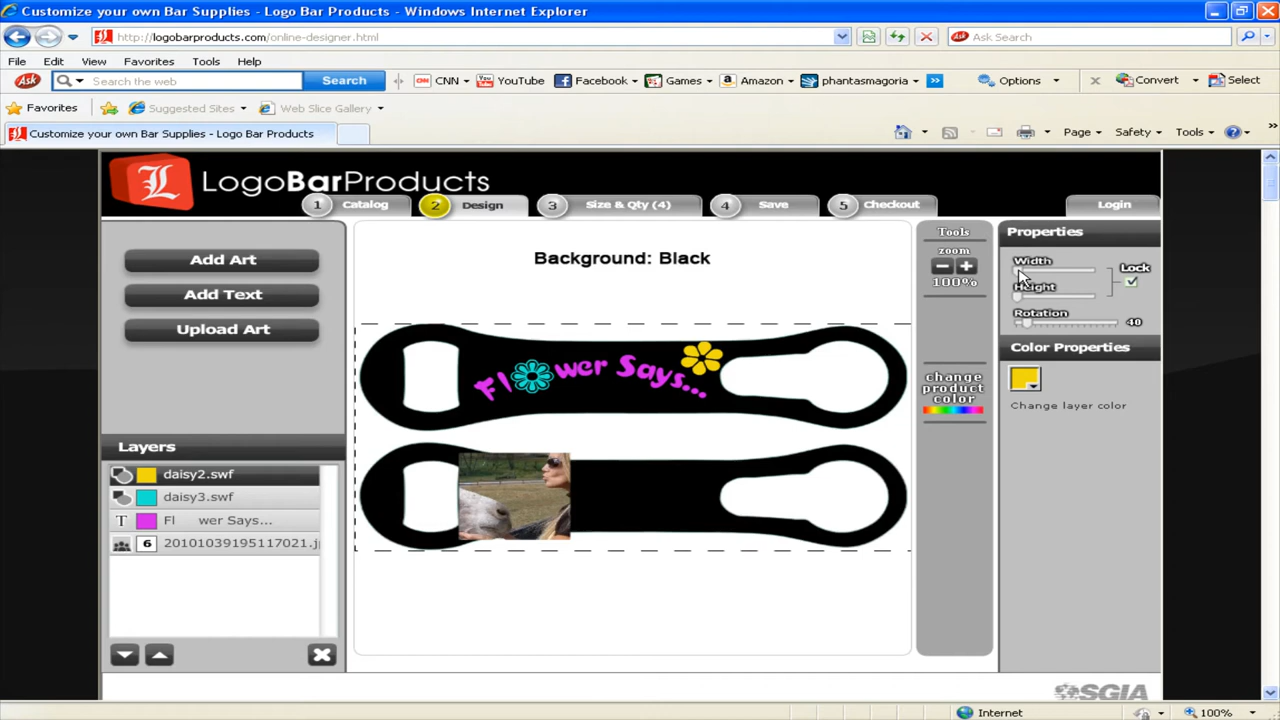 Customize your own Bar Supplies - Logo Bar Products - Windows Internet Explorer
http://logobarproducts.com/online-designer.html
Ask Search
File Edit View Favorites Tools Help
Ask Search the web Search CNN YouTube Facebook Games Amazon phantasmagoria Options Convert Select
Favorites Suggested Sites Web Slice Gallery
Customize your own Bar Supplies - Logo Bar Products
Page Safety Tools
L LogoBarProducts
1 Catalog 2 Design 3 Size & Qty (4) 4 Save 5 Checkout Login
Add Art
Add Text
Upload Art
Background: Black
Fl wer Says...
Tools
zoom
100%
change
product
color
Properties
Width
Lock
Height
Rotation 40
Color Properties
Change layer color
Layers
daisy2.swf
daisy3.swf
T Fl wer Says...
6 20101039195117021.j
SGIA
Internet 100%